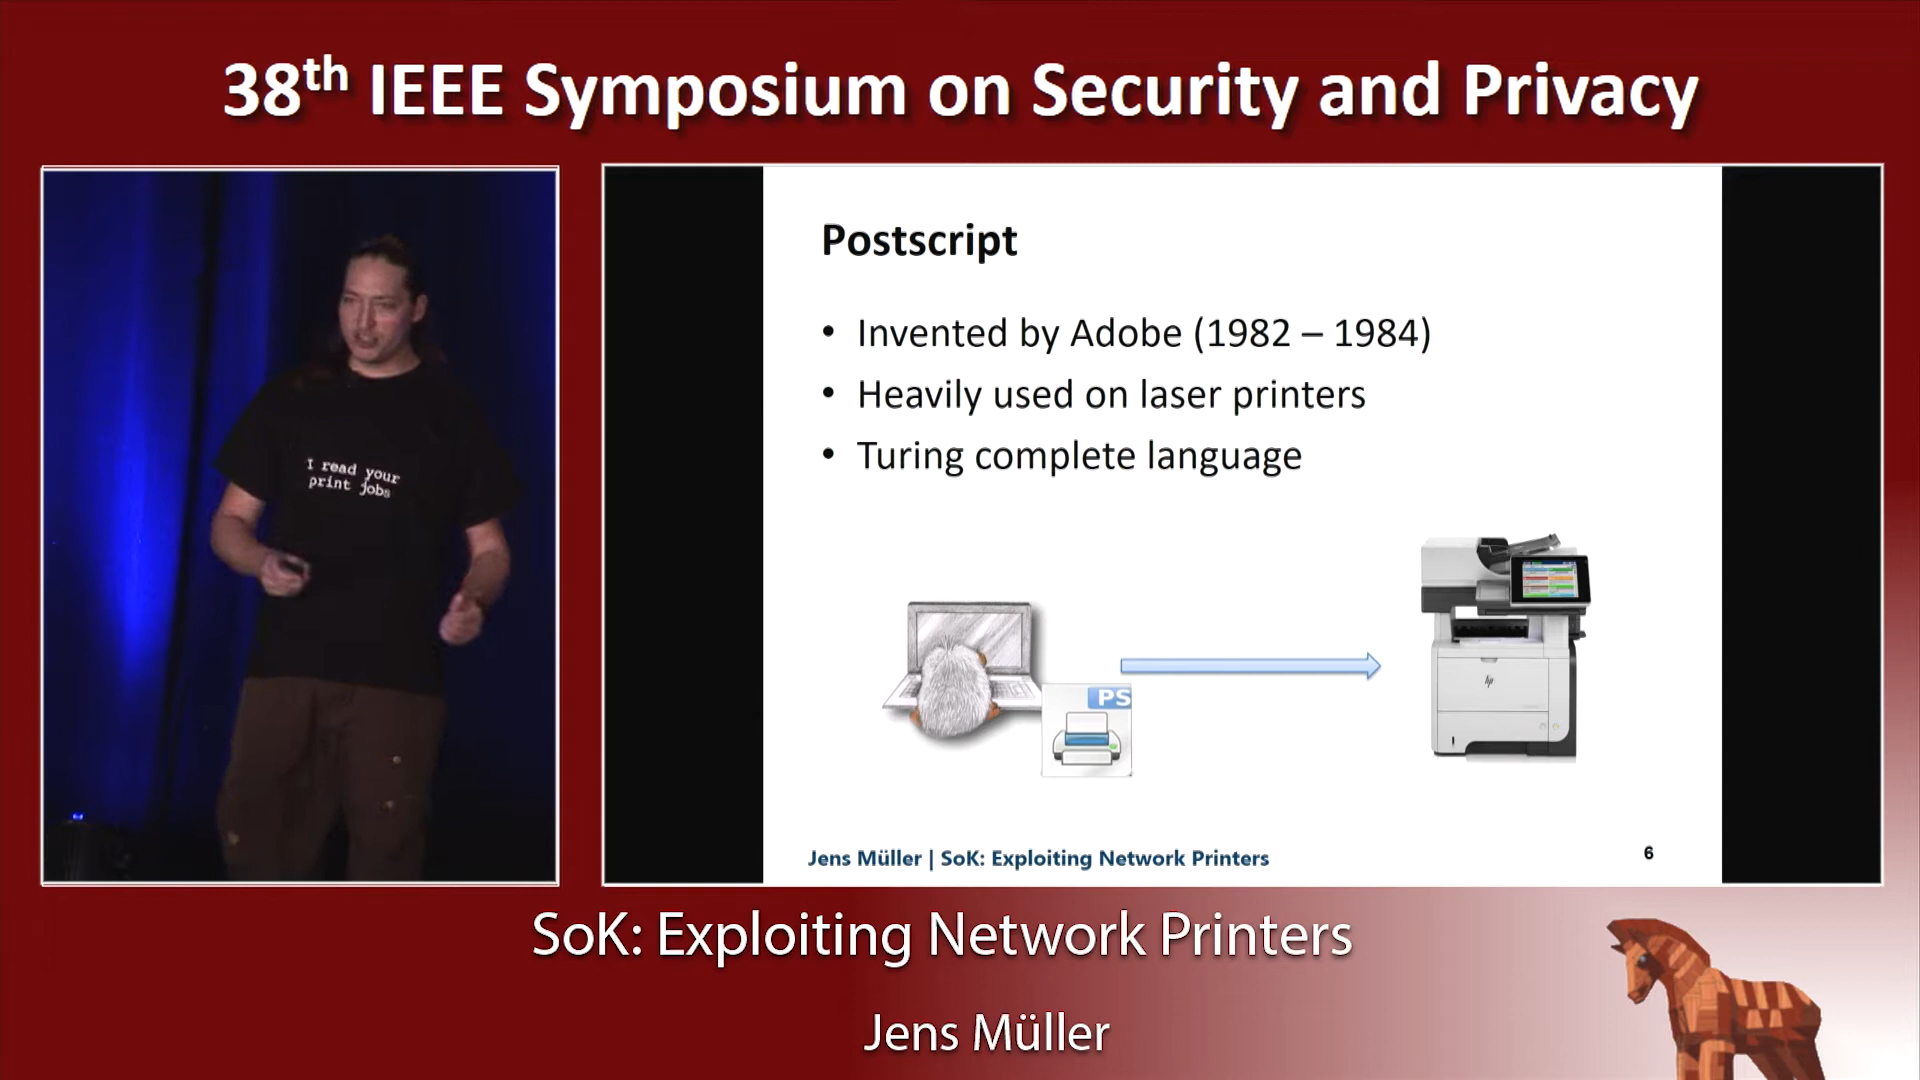 38th IEEE Symposium on Security and Privacy
I read your
print jobs
Postscript
• Invented by Adobe (1982 – 1984)
• Heavily used on laser printers
• Turing complete language
PS
hp
Jens Müller | SoK: Exploiting Network Printers
6
SoK: Exploiting Network Printers
Jens Müller